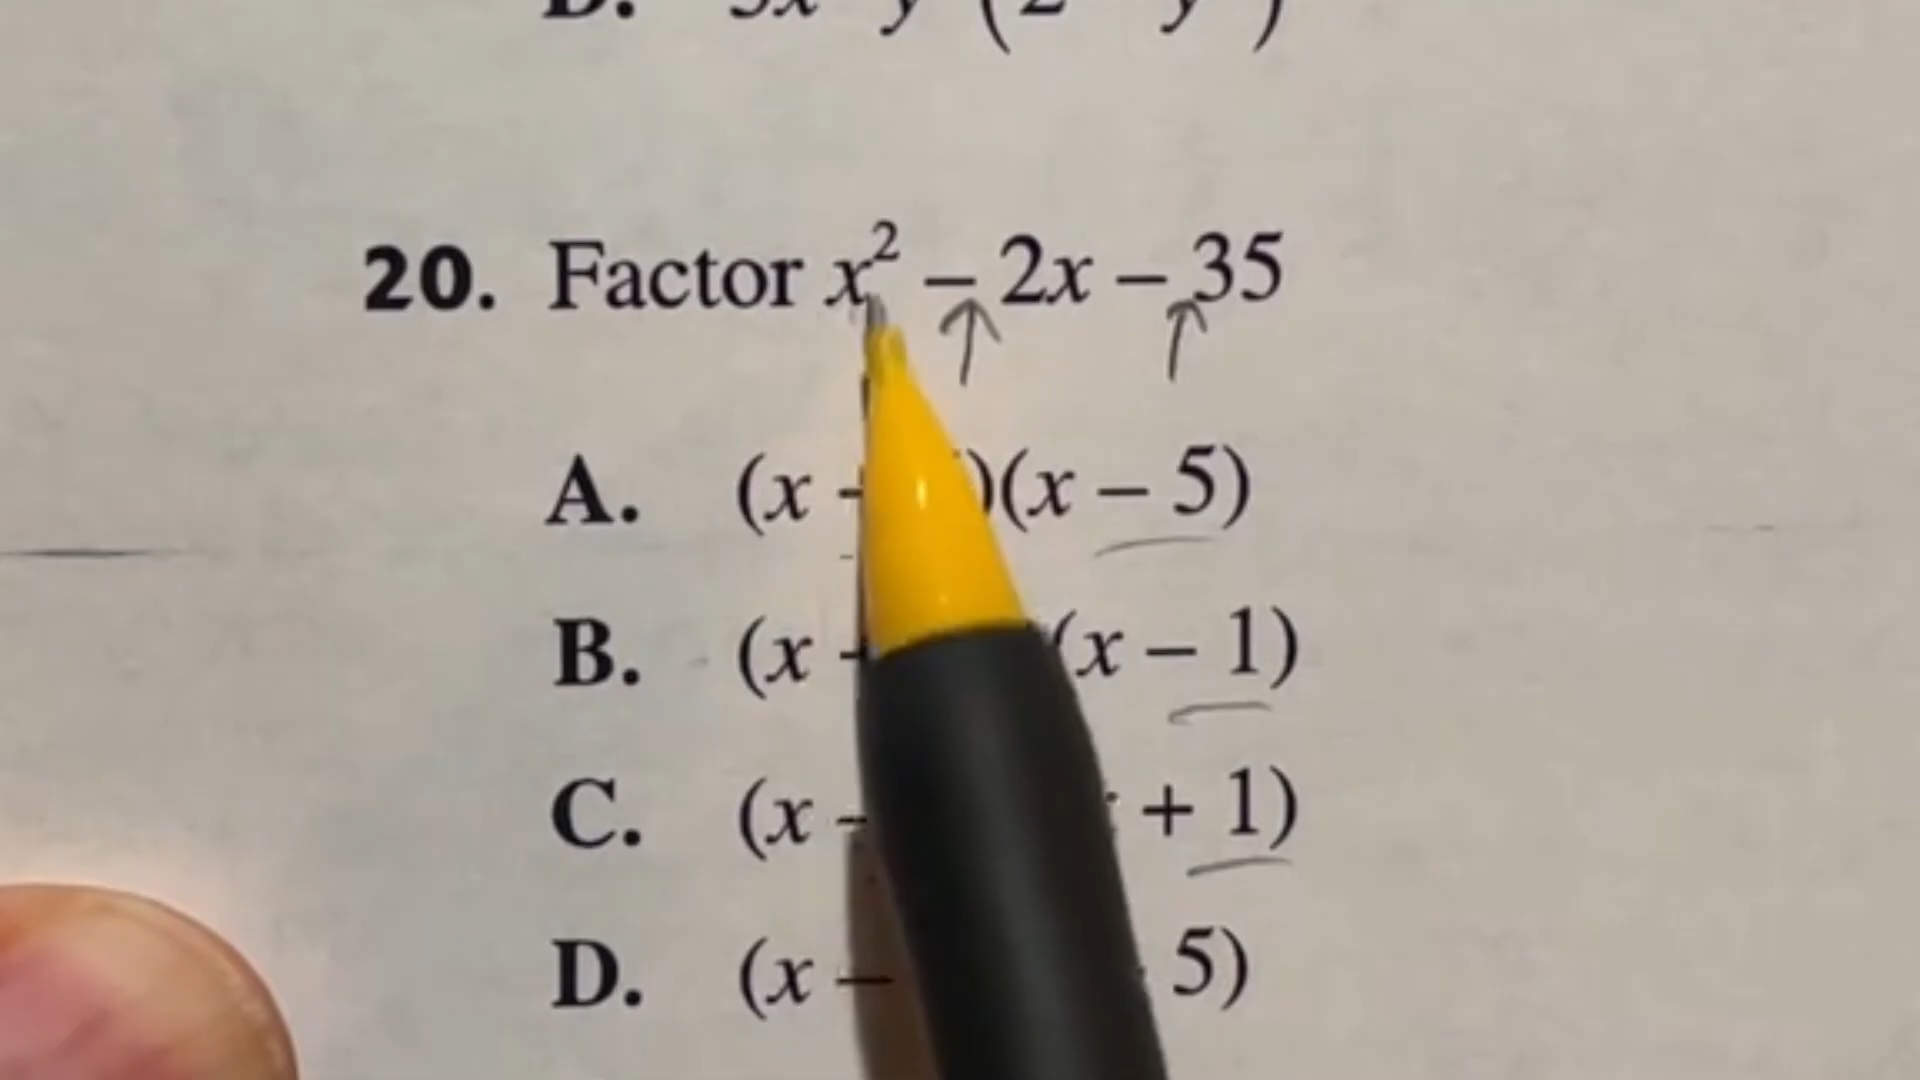 20. Factor x² – 2x – 35
A. (x )(x – 5)
B. (x (x – 1)
C. (x + 1)
D. (x – 5)